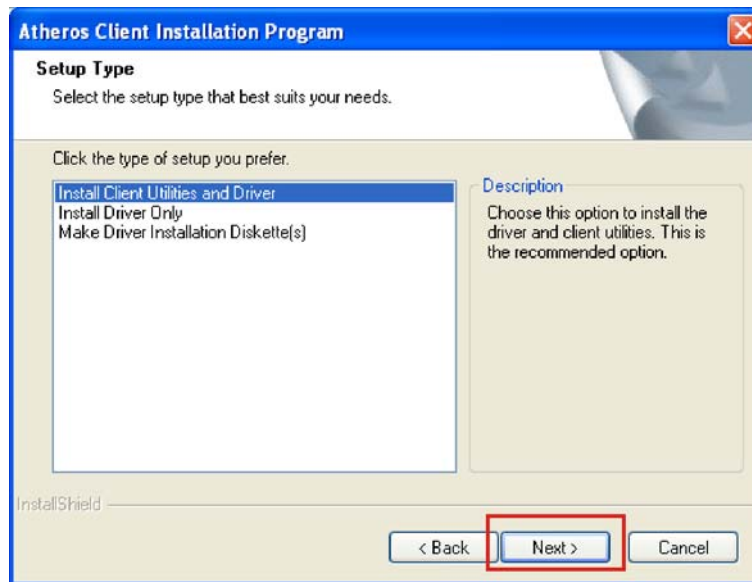 Atheros Client Installation Program
Setup Type
Select the setup type that best suits your needs.
Click the type of setup you prefer.
Install Client Utilities and Driver
Install Driver Only
Make Driver Installation Diskette(s)
Description
Choose this option to install the
driver and client utilities. This is
the recommended option.
InstallShield
< Back
Next >
Cancel